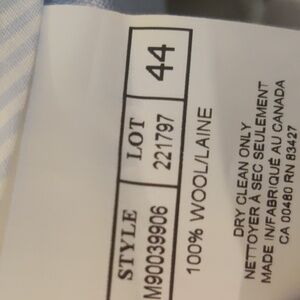 STYLE LOT 44
M90039906 221797
100% WOOL/LAINE
DRY CLEAN ONLY
NETTOYER À SEC SEULEMENT
MADE IN/FABRIQUÉ AU CANADA
CA 00480 RN 83427